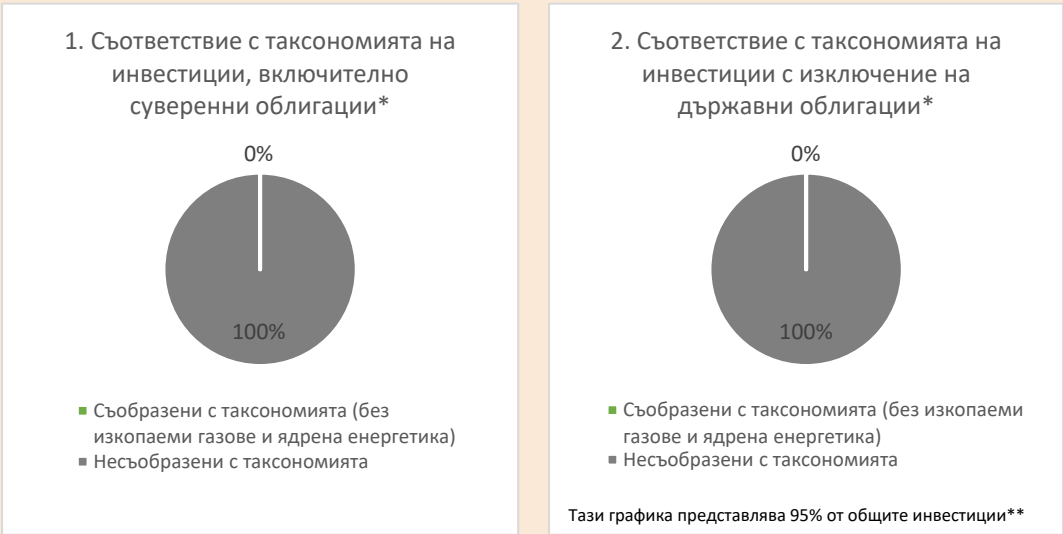 1. Съответствие с таксономията на
инвестиции, включително
суверенни облигации*
0%
100%
Съобразени с таксономията (без
изкопаеми газове и ядрена енергетика)
Несъобразени с таксономията
2. Съответствие с таксономията на
инвестиции с изключение на
държавни облигации*
0%
100%
Съобразени с таксономията (без изкопаеми
газове и ядрена енергетика)
Несъобразени с таксономията
Тази графика представлява 95% от общите инвестиции**